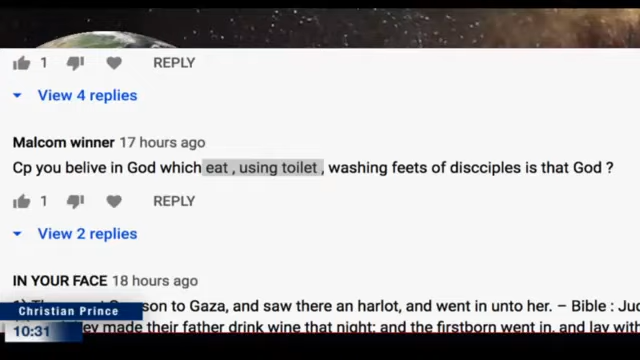 1 REPLY
View 4 replies
Malcom winner 17 hours ago
Cp you belive in God which eat , using toilet , washing feets of discciples is that God ?
1 REPLY
View 2 replies
IN YOUR FACE 18 hours ago
son to Gaza, and saw there an harlot, and went in unto her. – Bible : Jud
Christian Prince
10:31
made their father drink wine that night: and the firstborn went in, and lay with